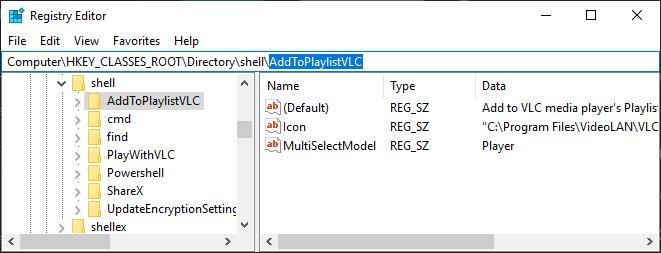 Registry Editor
File Edit View Favorites Help
Computer\HKEY_CLASSES_ROOT\Directory\shell\AddToPlaylistVLC
shell
AddToPlaylistVLC
cmd
find
PlayWithVLC
Powershell
ShareX
UpdateEncryptionSetting
shellex
Name Type Data
(Default) REG_SZ Add to VLC media player's Playlist
Icon REG_SZ "C:\Program Files\VideoLAN\VLC
MultiSelectModel REG_SZ Player